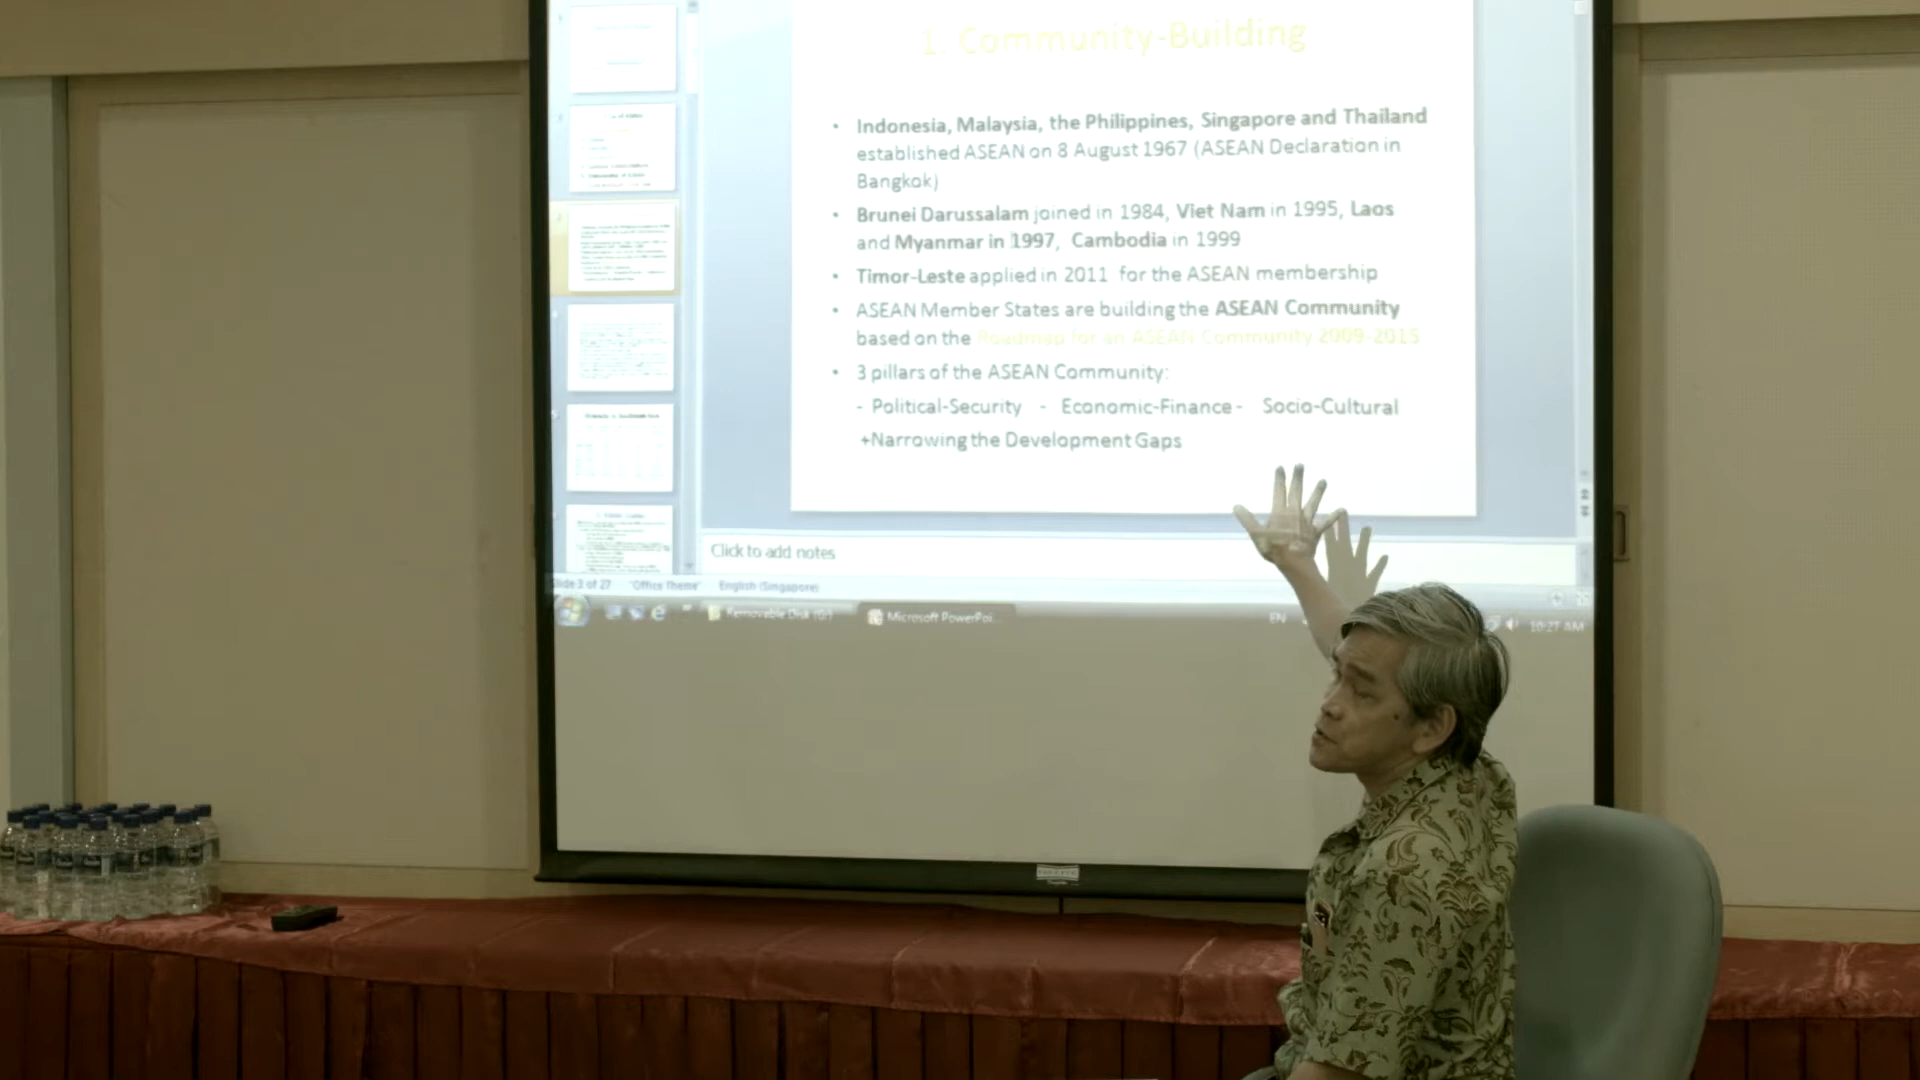 1. Community-Building
• Indonesia, Malaysia, the Philippines, Singapore and Thailand
established ASEAN on 8 August 1967 (ASEAN Declaration in
Bangkok)
• Brunei Darussalam joined in 1984, Viet Nam in 1995, Laos
and Myanmar in 1997, Cambodia in 1999
• Timor-Leste applied in 2011 for the ASEAN membership
• ASEAN Member States are building the ASEAN Community
based on the Roadmap for an ASEAN Community 2009-2015
• 3 pillars of the ASEAN Community:
- Political-Security - Economic-Finance - Socio-Cultural
+Narrowing the Development Gaps
Click to add notes
Slide 3 of 27 "Office Theme" English (Singapore)
Removable Disk (G:) Microsoft PowerPoi... EN 10:27 AM